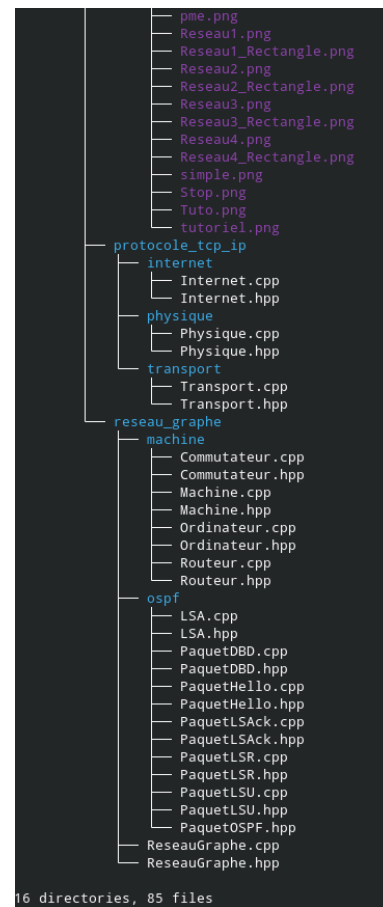 pme.png
Reseau1.png
Reseau1_Rectangle.png
Reseau2.png
Reseau2_Rectangle.png
Reseau3.png
Reseau3_Rectangle.png
Reseau4.png
Reseau4_Rectangle.png
simple.png
Stop.png
Tuto.png
tutoriel.png
protocole_tcp_ip
internet
Internet.cpp
Internet.hpp
physique
Physique.cpp
Physique.hpp
transport
Transport.cpp
Transport.hpp
reseau_graphe
machine
Commutateur.cpp
Commutateur.hpp
Machine.cpp
Machine.hpp
Ordinateur.cpp
Ordinateur.hpp
Routeur.cpp
Routeur.hpp
ospf
LSA.cpp
LSA.hpp
PaquetDBD.cpp
PaquetDBD.hpp
PaquetHello.cpp
PaquetHello.hpp
PaquetLSAck.cpp
PaquetLSAck.hpp
PaquetLSR.cpp
PaquetLSR.hpp
PaquetLSU.cpp
PaquetLSU.hpp
PaquetOSPF.hpp
ReseauGraphe.cpp
ReseauGraphe.hpp
16 directories, 85 files